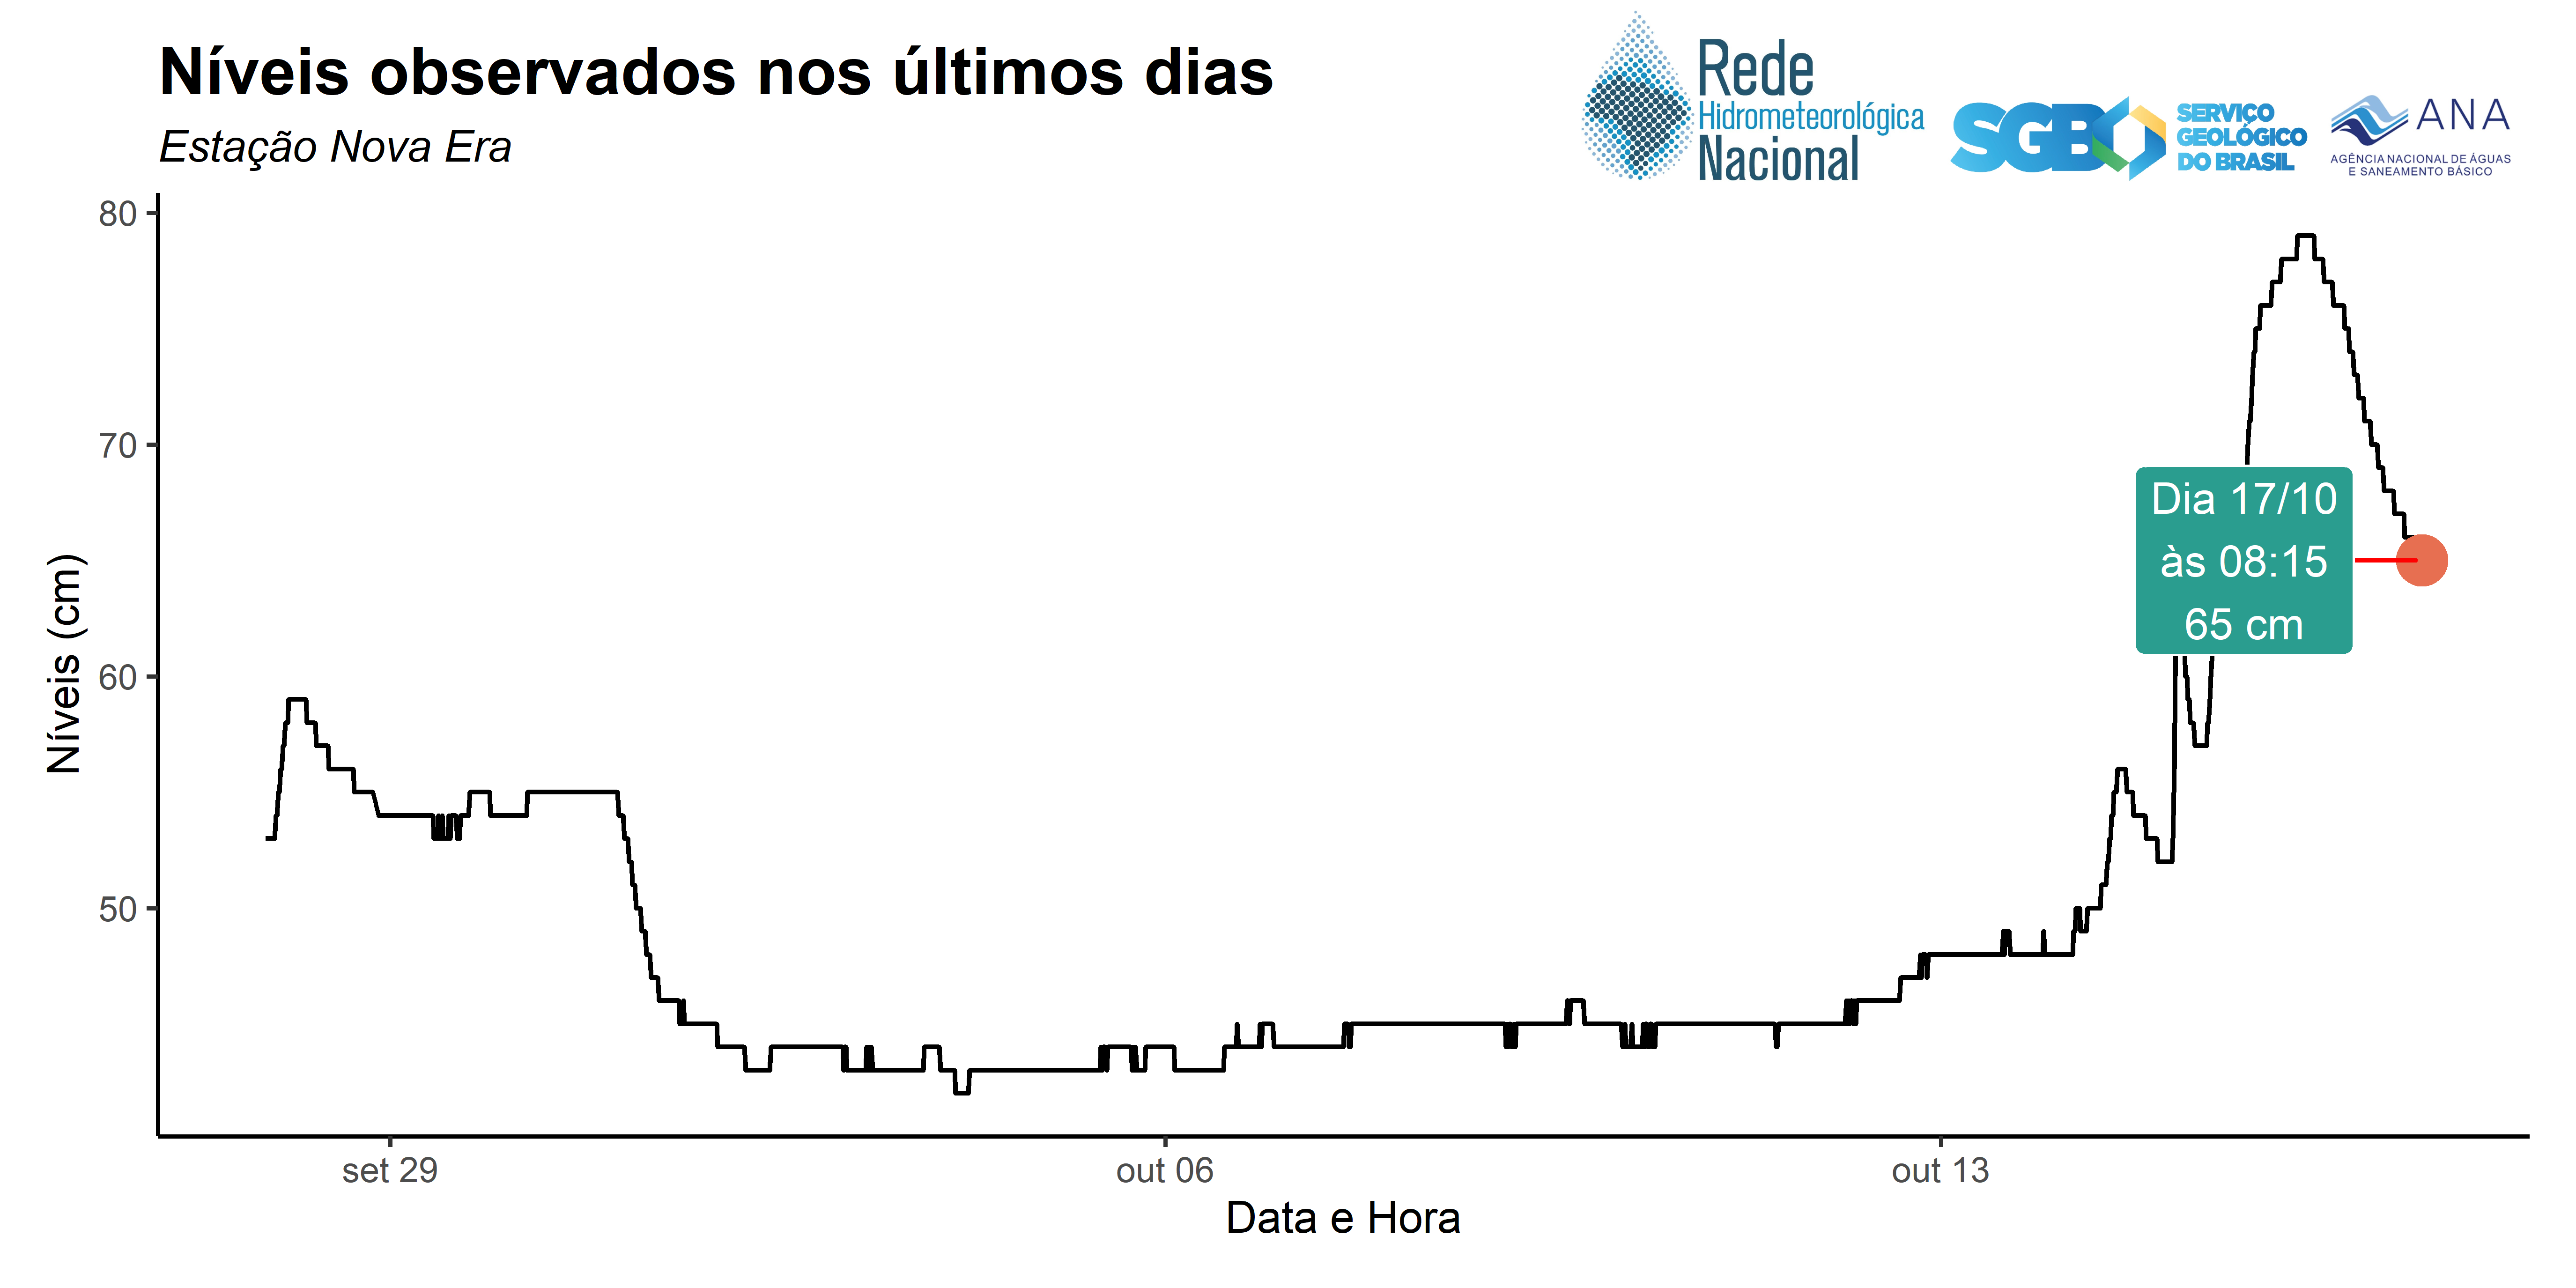 Níveis observados nos últimos dias
Estação Nova Era
Rede
Hidrometeorológica
Nacional
SGB
SERVIÇO
GEOLÓGICO
DO BRASIL
ANA
AGÊNCIA NACIONAL DE ÁGUAS
E SANEAMENTO BÁSICO
Níveis (cm)
80
70
60
50
Dia 17/10
às 08:15
65 cm
set 29
out 06
out 13
Data e Hora